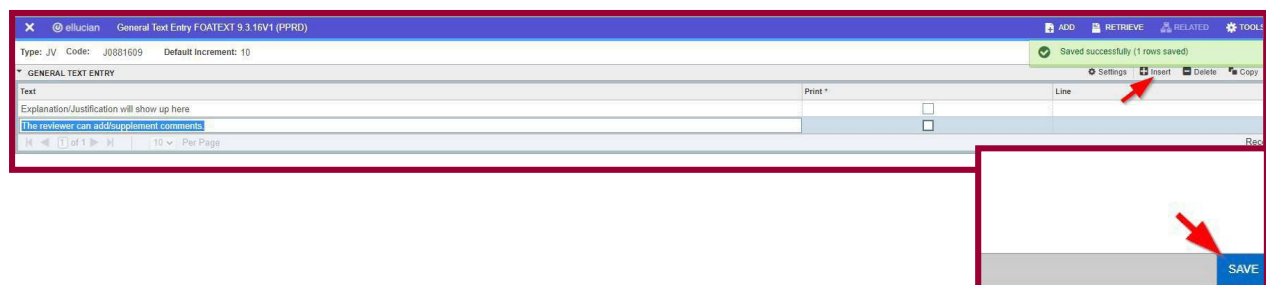 ellucian General Text Entry FOATEXT 9.3.16V1 (PPRD) ADD RETRIEVE RELATED TOOLS
Type: JV Code: J0881609 Default Increment: 10 Saved successfully (1 rows saved)
GENERAL TEXT ENTRY Settings Insert Delete Copy
Text Print * Line
Explanation/Justification will show up here
The reviewer can add/supplement comments.
1 of 1 10 Per Page
SAVE